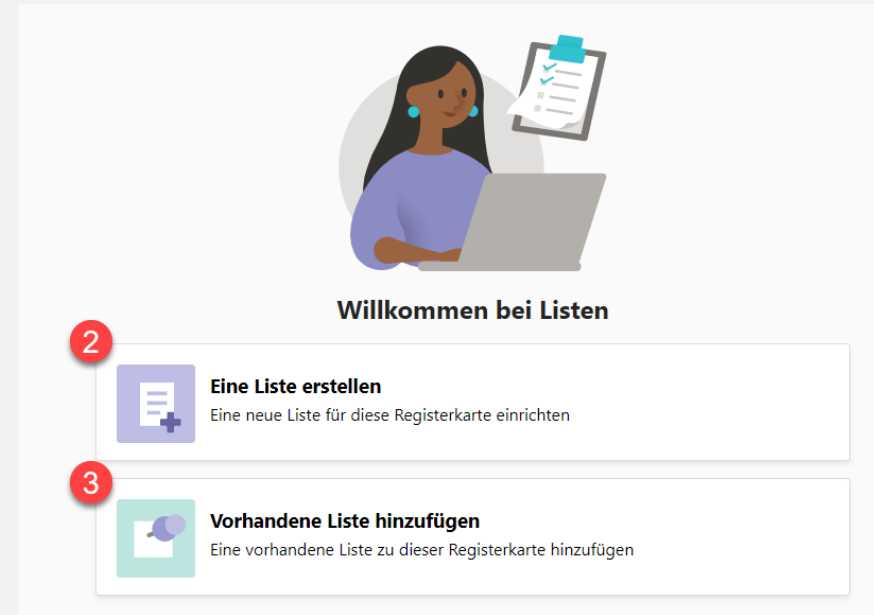 Willkommen bei Listen
2
Eine Liste erstellen
Eine neue Liste für diese Registerkarte einrichten
3
Vorhandene Liste hinzufügen
Eine vorhandene Liste zu dieser Registerkarte hinzufügen